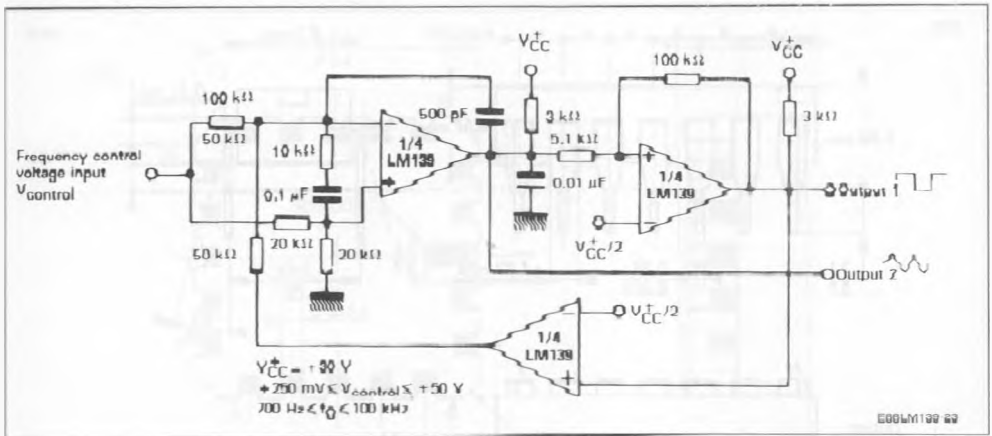 V⁺CC
V⁺CC
100 kΩ
100 kΩ
50 kΩ
500 pF
3 kΩ
3 kΩ
10 kΩ
1/4
LM139
5.1 kΩ
1/4
LM139
Frequency control
voltage input
Vcontrol
0.1 µF
0.01 µF
Output 1
20 kΩ
50 kΩ
20 kΩ
V⁺CC/2
Output 2
V⁺CC/2
1/4
LM139
V⁺CC = +30 V
+250 mV ≤ Vcontrol ≤ +50 V
700 Hz ≤ fo ≤ 100 kHz